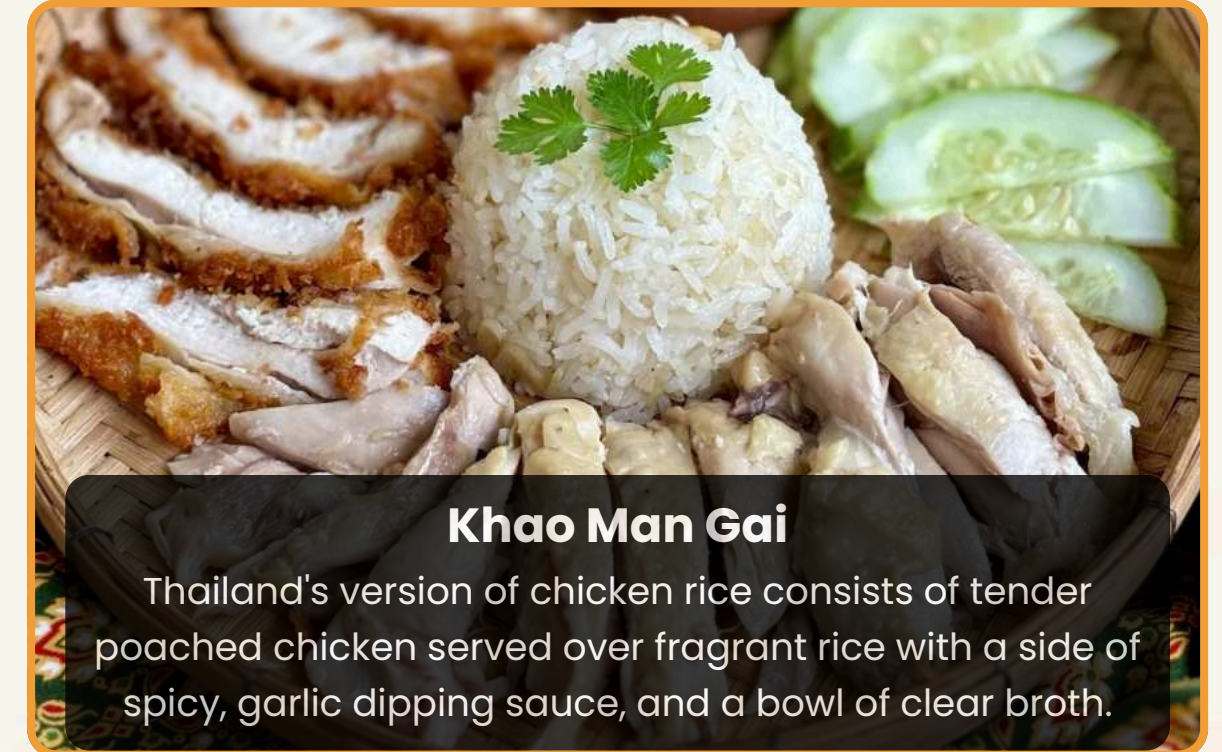 Khao Man Gai
Thailand's version of chicken rice consists of tender
poached chicken served over fragrant rice with a side of
spicy, garlic dipping sauce, and a bowl of clear broth.